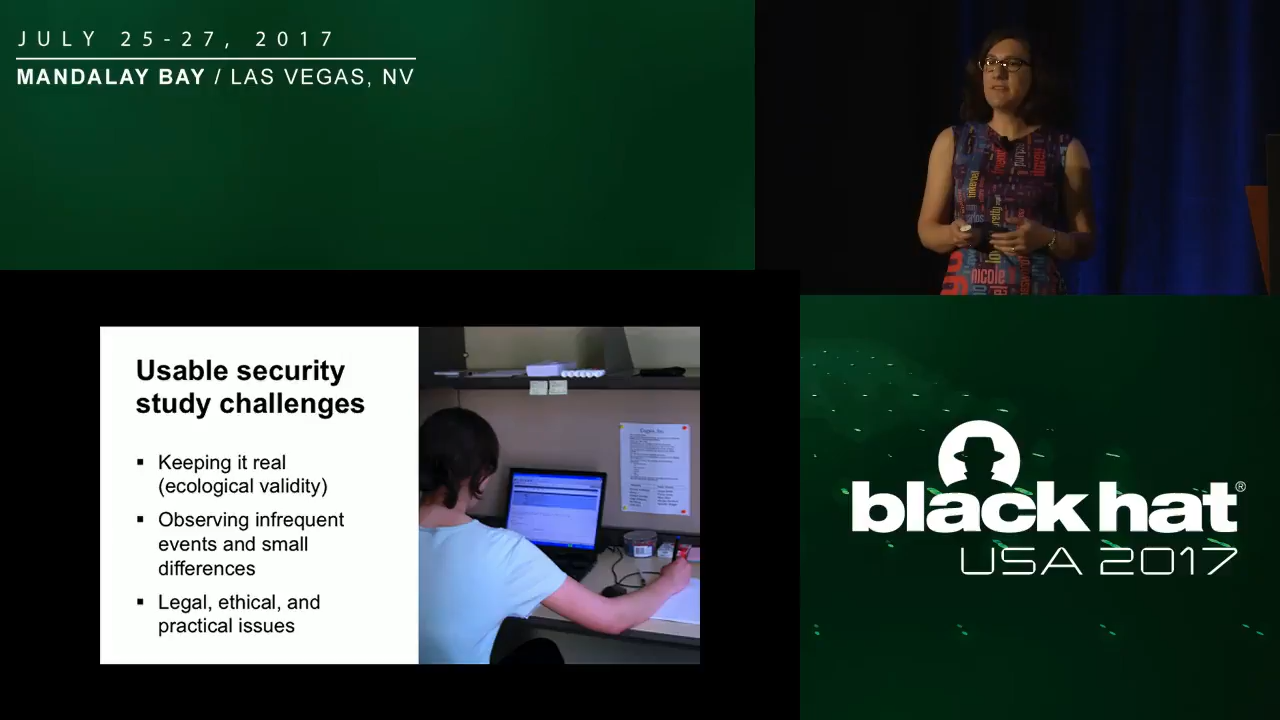 JULY 25-27, 2017
MANDALAY BAY / LAS VEGAS, NV
Usable security
study challenges
▪ Keeping it real
(ecological validity)
▪ Observing infrequent
events and small
differences
▪ Legal, ethical, and
practical issues
black hat®
USA 2017
nicole